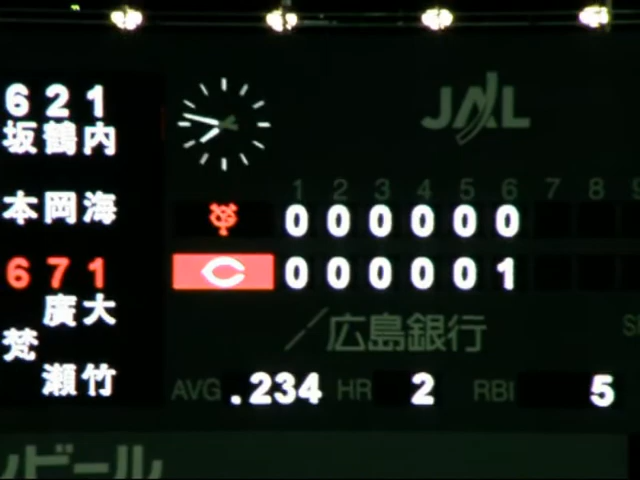 6 2 1
坂 鶴 内
本 岡 海
6 7 1
梵 廣 大
瀬 竹
JAL
1 2 3 4 5 6 7 8 9
0 0 0 0 0 0
C 0 0 0 0 0 1
広島銀行
AVG .234 HR 2 RBI 5
ンビール